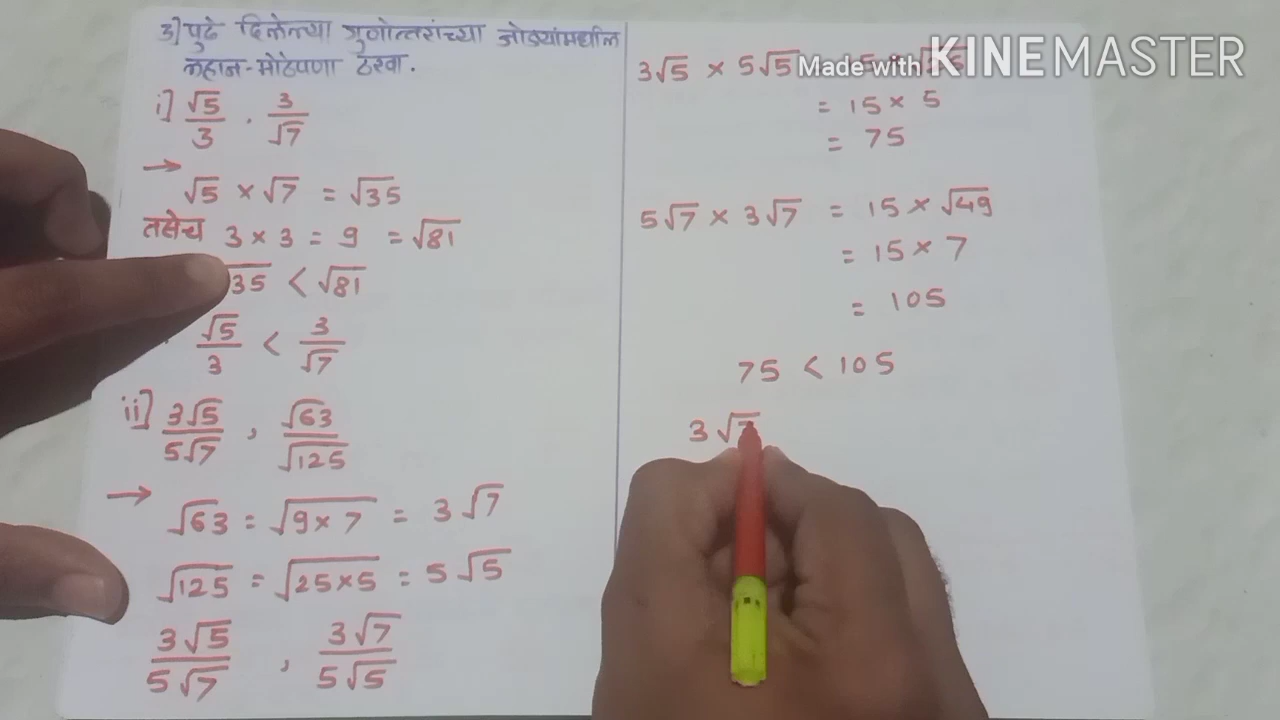 3) पुढे दिलेल्या गुणोत्तरांच्या जोड्यांमधील
लहान-मोठेपणा ठरवा.
i] √5/3 . 3/√7
→
√5 × √7 = √35
तसेच 3 × 3 = 9 = √81
35 < √81
√5/3 < 3/√7
ii] 3√5/5√7 , √63/√125
→ √63 = √9×7 = 3√7
√125 = √25×5 = 5√5
3√5/5√7 , 3√7/5√5
3√5 × 5√5
= 15 × 5
= 75
5√7 × 3√7 = 15 × √49
= 15 × 7
= 105
75 < 105
3√
Made with KINEMASTER